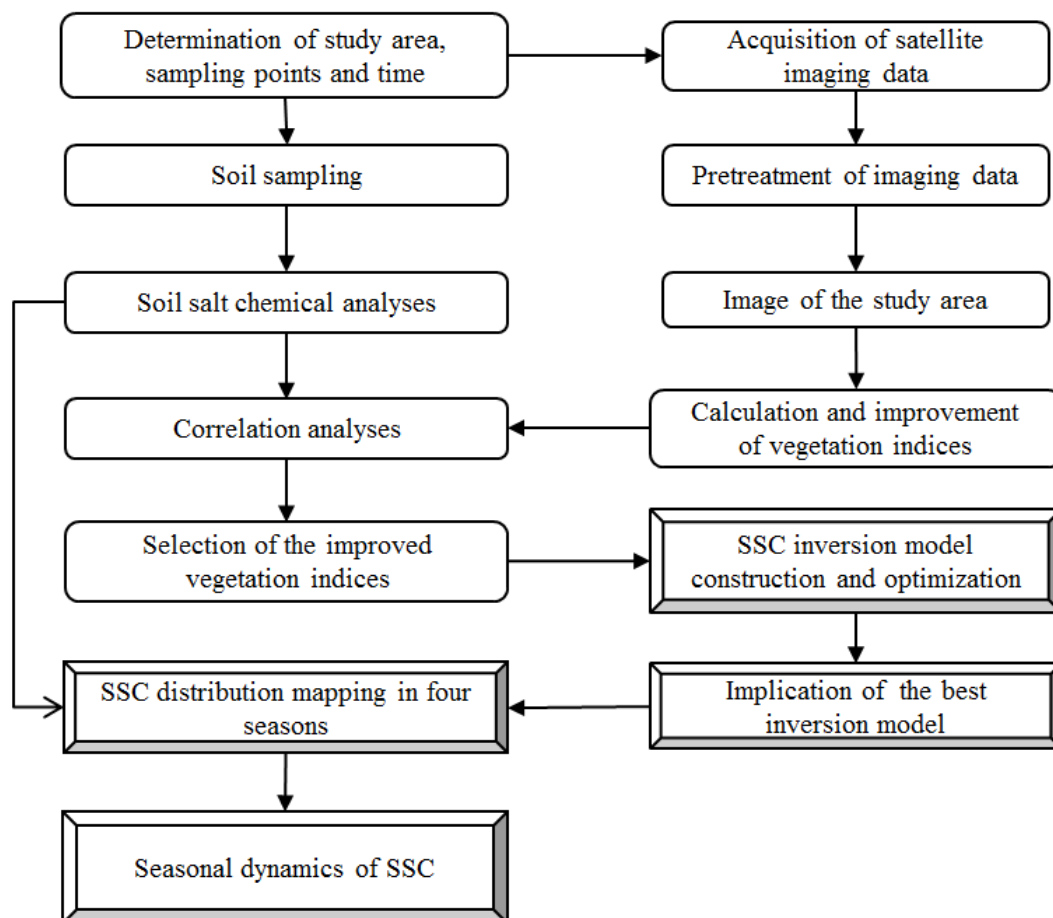 Determination of study area,
sampling points and time
Acquisition of satellite
imaging data
Soil sampling
Pretreatment of imaging data
Soil salt chemical analyses
Image of the study area
Correlation analyses
Calculation and improvement
of vegetation indices
Selection of the improved
vegetation indices
SSC inversion model
construction and optimization
SSC distribution mapping in four
seasons
Implication of the best
inversion model
Seasonal dynamics of SSC